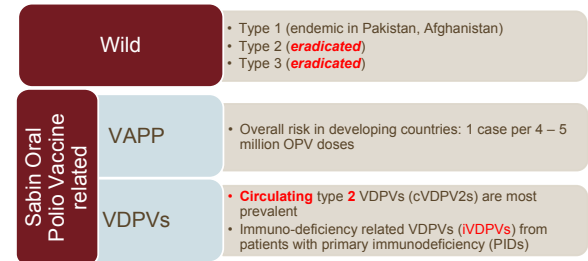 Wild
• Type 1 (endemic in Pakistan, Afghanistan)
• Type 2 (eradicated)
• Type 3 (eradicated)
Sabin Oral
Polio Vaccine
related
VAPP
• Overall risk in developing countries: 1 case per 4 – 5
million OPV doses
VDPVs
• Circulating type 2 VDPVs (cVDPV2s) are most
prevalent
• Immuno-deficiency related VDPVs (iVDPVs) from
patients with primary immunodeficiency (PIDs)